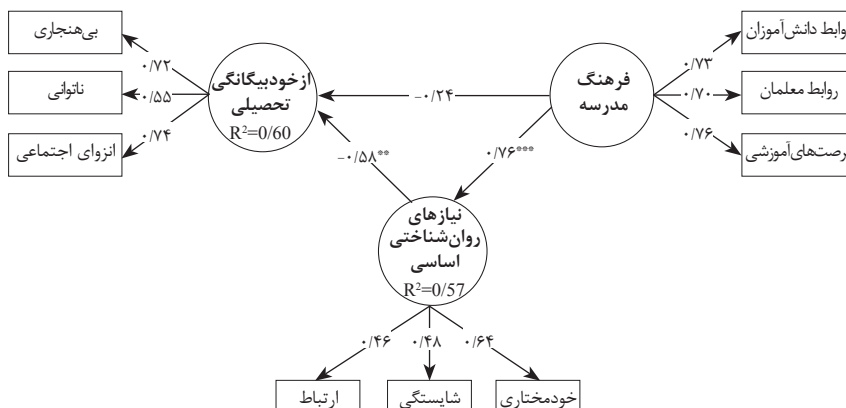 روابط دانش‌آموزان
۰/۷۳
روابط معلمان
۰/۷۰
فرصت‌های آموزشی
۰/۷۶
فرهنگ
مدرسه
-۰/۲۴
ازخودبیگانگی
تحصیلی
R²=0/60
بی‌هنجاری
۰/۷۲
ناتوانی
۰/۵۵
انزوای اجتماعی
۰/۷۴
-۰/۵۸**
۰/۷۶***
نیازهای
روان‌شناختی
اساسی
R²=0/57
۰/۶۴
۰/۴۸
۰/۴۶
خودمختاری
شایستگی
ارتباط